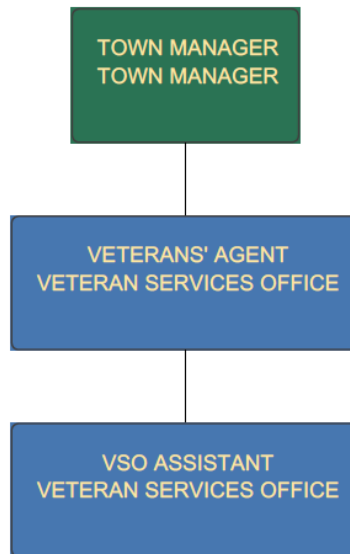 TOWN MANAGER
TOWN MANAGER
VETERANS' AGENT
VETERAN SERVICES OFFICE
VSO ASSISTANT
VETERAN SERVICES OFFICE